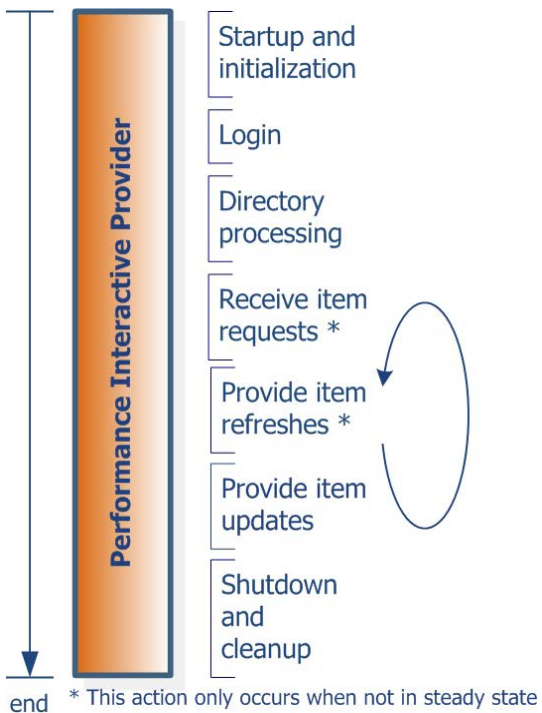 Performance Interactive Provider
Startup and
initialization
Login
Directory
processing
Receive item
requests *
Provide item
refreshes *
Provide item
updates
Shutdown
and
cleanup
end
* This action only occurs when not in steady state